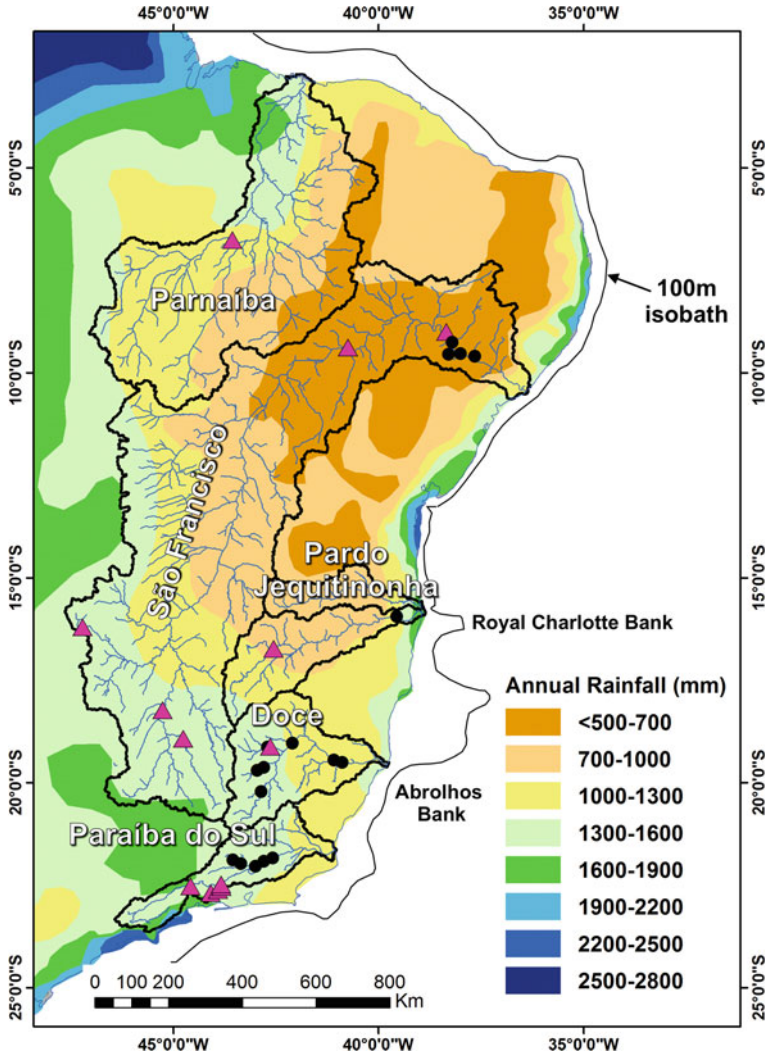 45°0'0"W 40°0'0"W 35°0'0"W
5°0'0"S 5°0'0"S
Parnaíba
100m
isobath
10°0'0"S 10°0'0"S
São Francisco
Pardo
15°0'0"S 15°0'0"S
Jequitinonha
Royal Charlotte Bank
Annual Rainfall (mm)
Doce
<500-700
700-1000
20°0'0"S 20°0'0"S
Abrolhos
Bank
1000-1300
Paraíba do Sul
1300-1600
1600-1900
1900-2200
2200-2500
2500-2800
0 100 200 400 600 800
Km
25°0'0"S 25°0'0"S
45°0'0"W 40°0'0"W 35°0'0"W